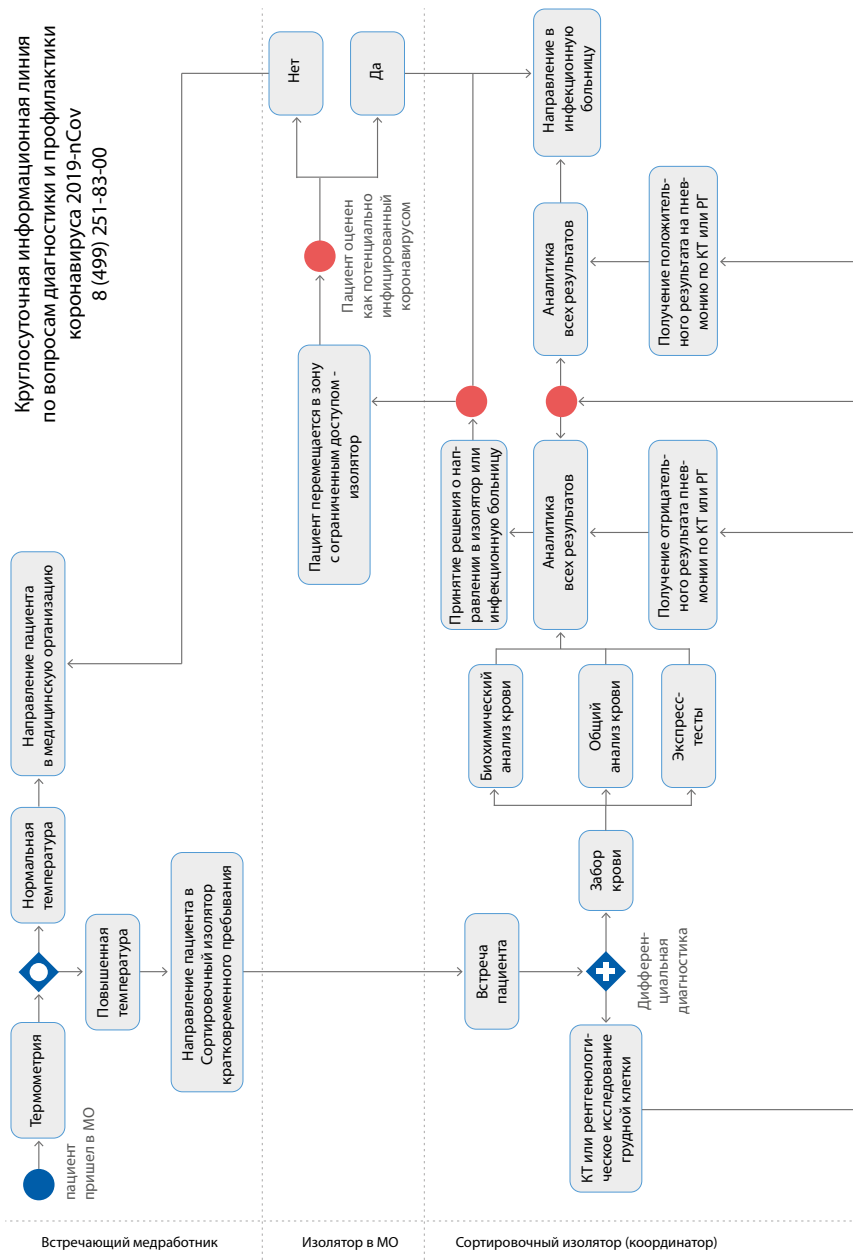 Круглосуточная информационная линия
по вопросам диагностики и профилактики
коронавируса 2019-nCov
8 (499) 251-83-00
Встречающий медработник
пациент
пришел в МО
Термометрия
Нормальная
температура
Направление пациента
в медицинскую организацию
Повышенная
температура
Направление пациента в
Сортировочный изолятор
кратковременного пребывания
Изолятор в МО
Пациент перемещается в зону
с ограниченным доступом -
изолятор
Пациент оценен
как потенциально
инфицированный
коронавирусом
Нет
Да
Сортировочный изолятор (координатор)
Встреча
пациента
Дифферен-
циальная
диагностика
КТ или рентгенологи-
ческое исследование
грудной клетки
Забор
крови
Биохимический
анализ крови
Общий
анализ крови
Экспресс-
тесты
Принятие решения о нап-
равлении в изолятор или
инфекционную больницу
Аналитика
всех результатов
Получение отрицатель-
ного результата пнев-
монии по КТ или РГ
Аналитика
всех результатов
Получение положитель-
ного результата на пнев-
монию по КТ или РГ
Направление в
инфекционную
больницу